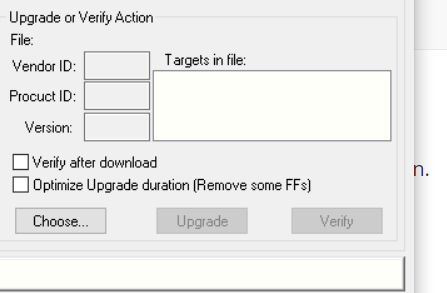 Upgrade or Verify Action
File:
Vendor ID:
Targets in file:
Procuct ID:
Version:
Verify after download
Optimize Upgrade duration (Remove some FFs)
Choose...
Upgrade
Verify
n.